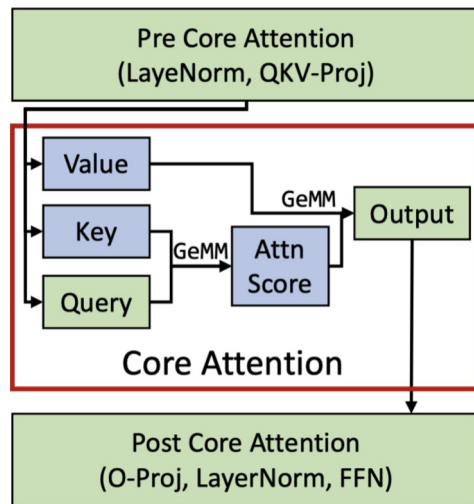 Pre Core Attention
(LayeNorm, QKV-Proj)
Value
GeMM
Output
Key
GeMM
Attn
Score
Query
Core Attention
Post Core Attention
(O-Proj, LayerNorm, FFN)